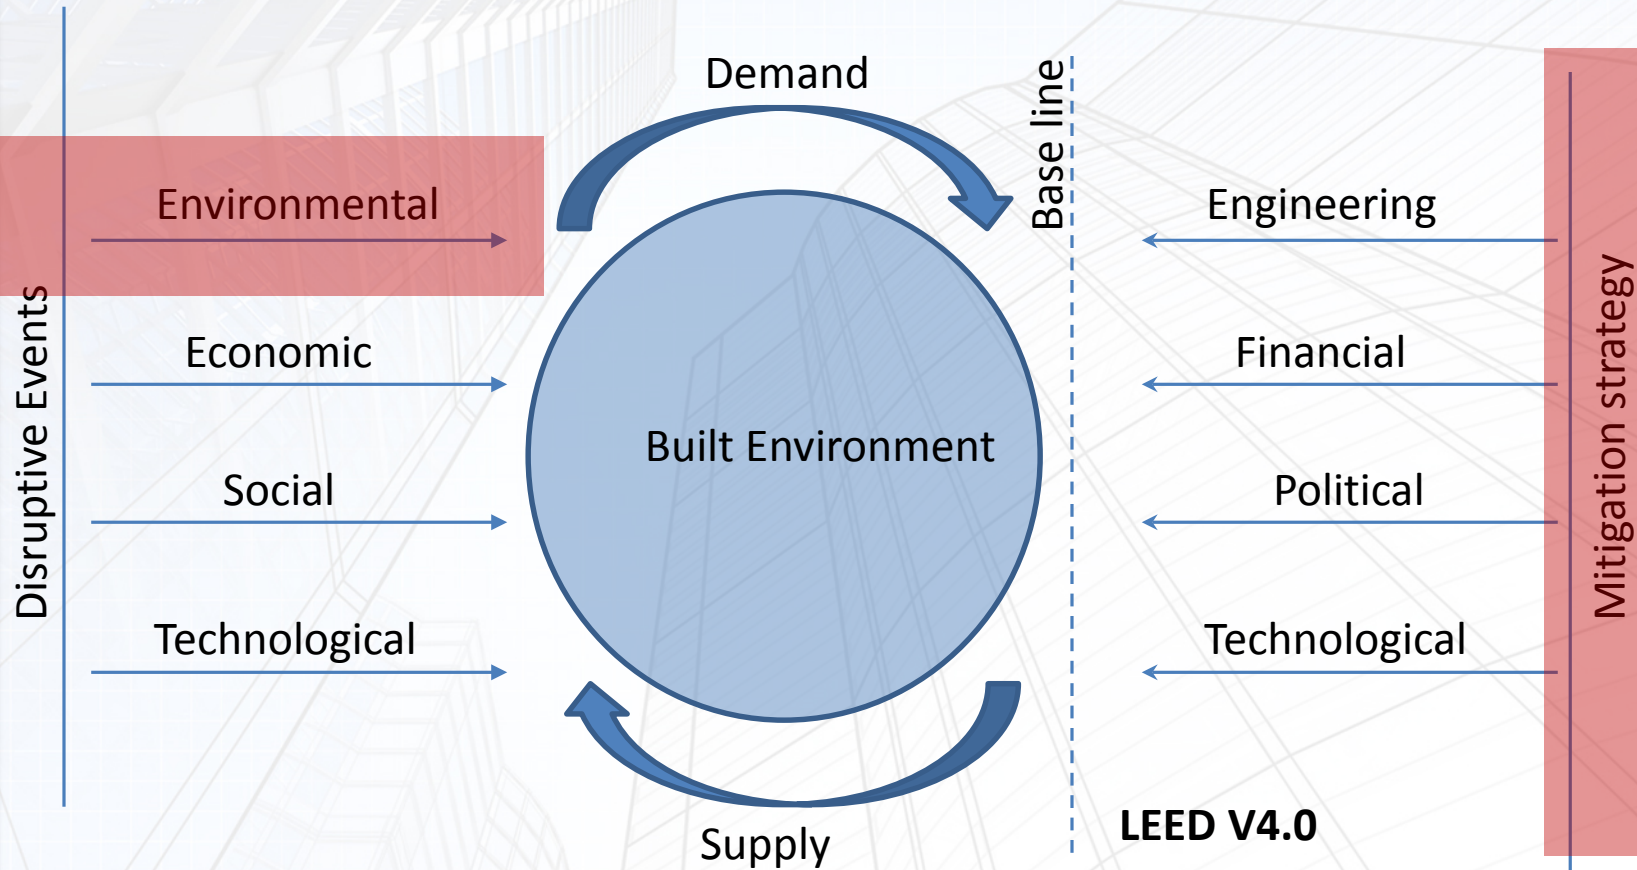 Demand
Base line
Environmental
Engineering
Disruptive Events
Economic
Financial
Mitigation strategy
Built Environment
Social
Political
Technological
Technological
LEED V4.0
Supply